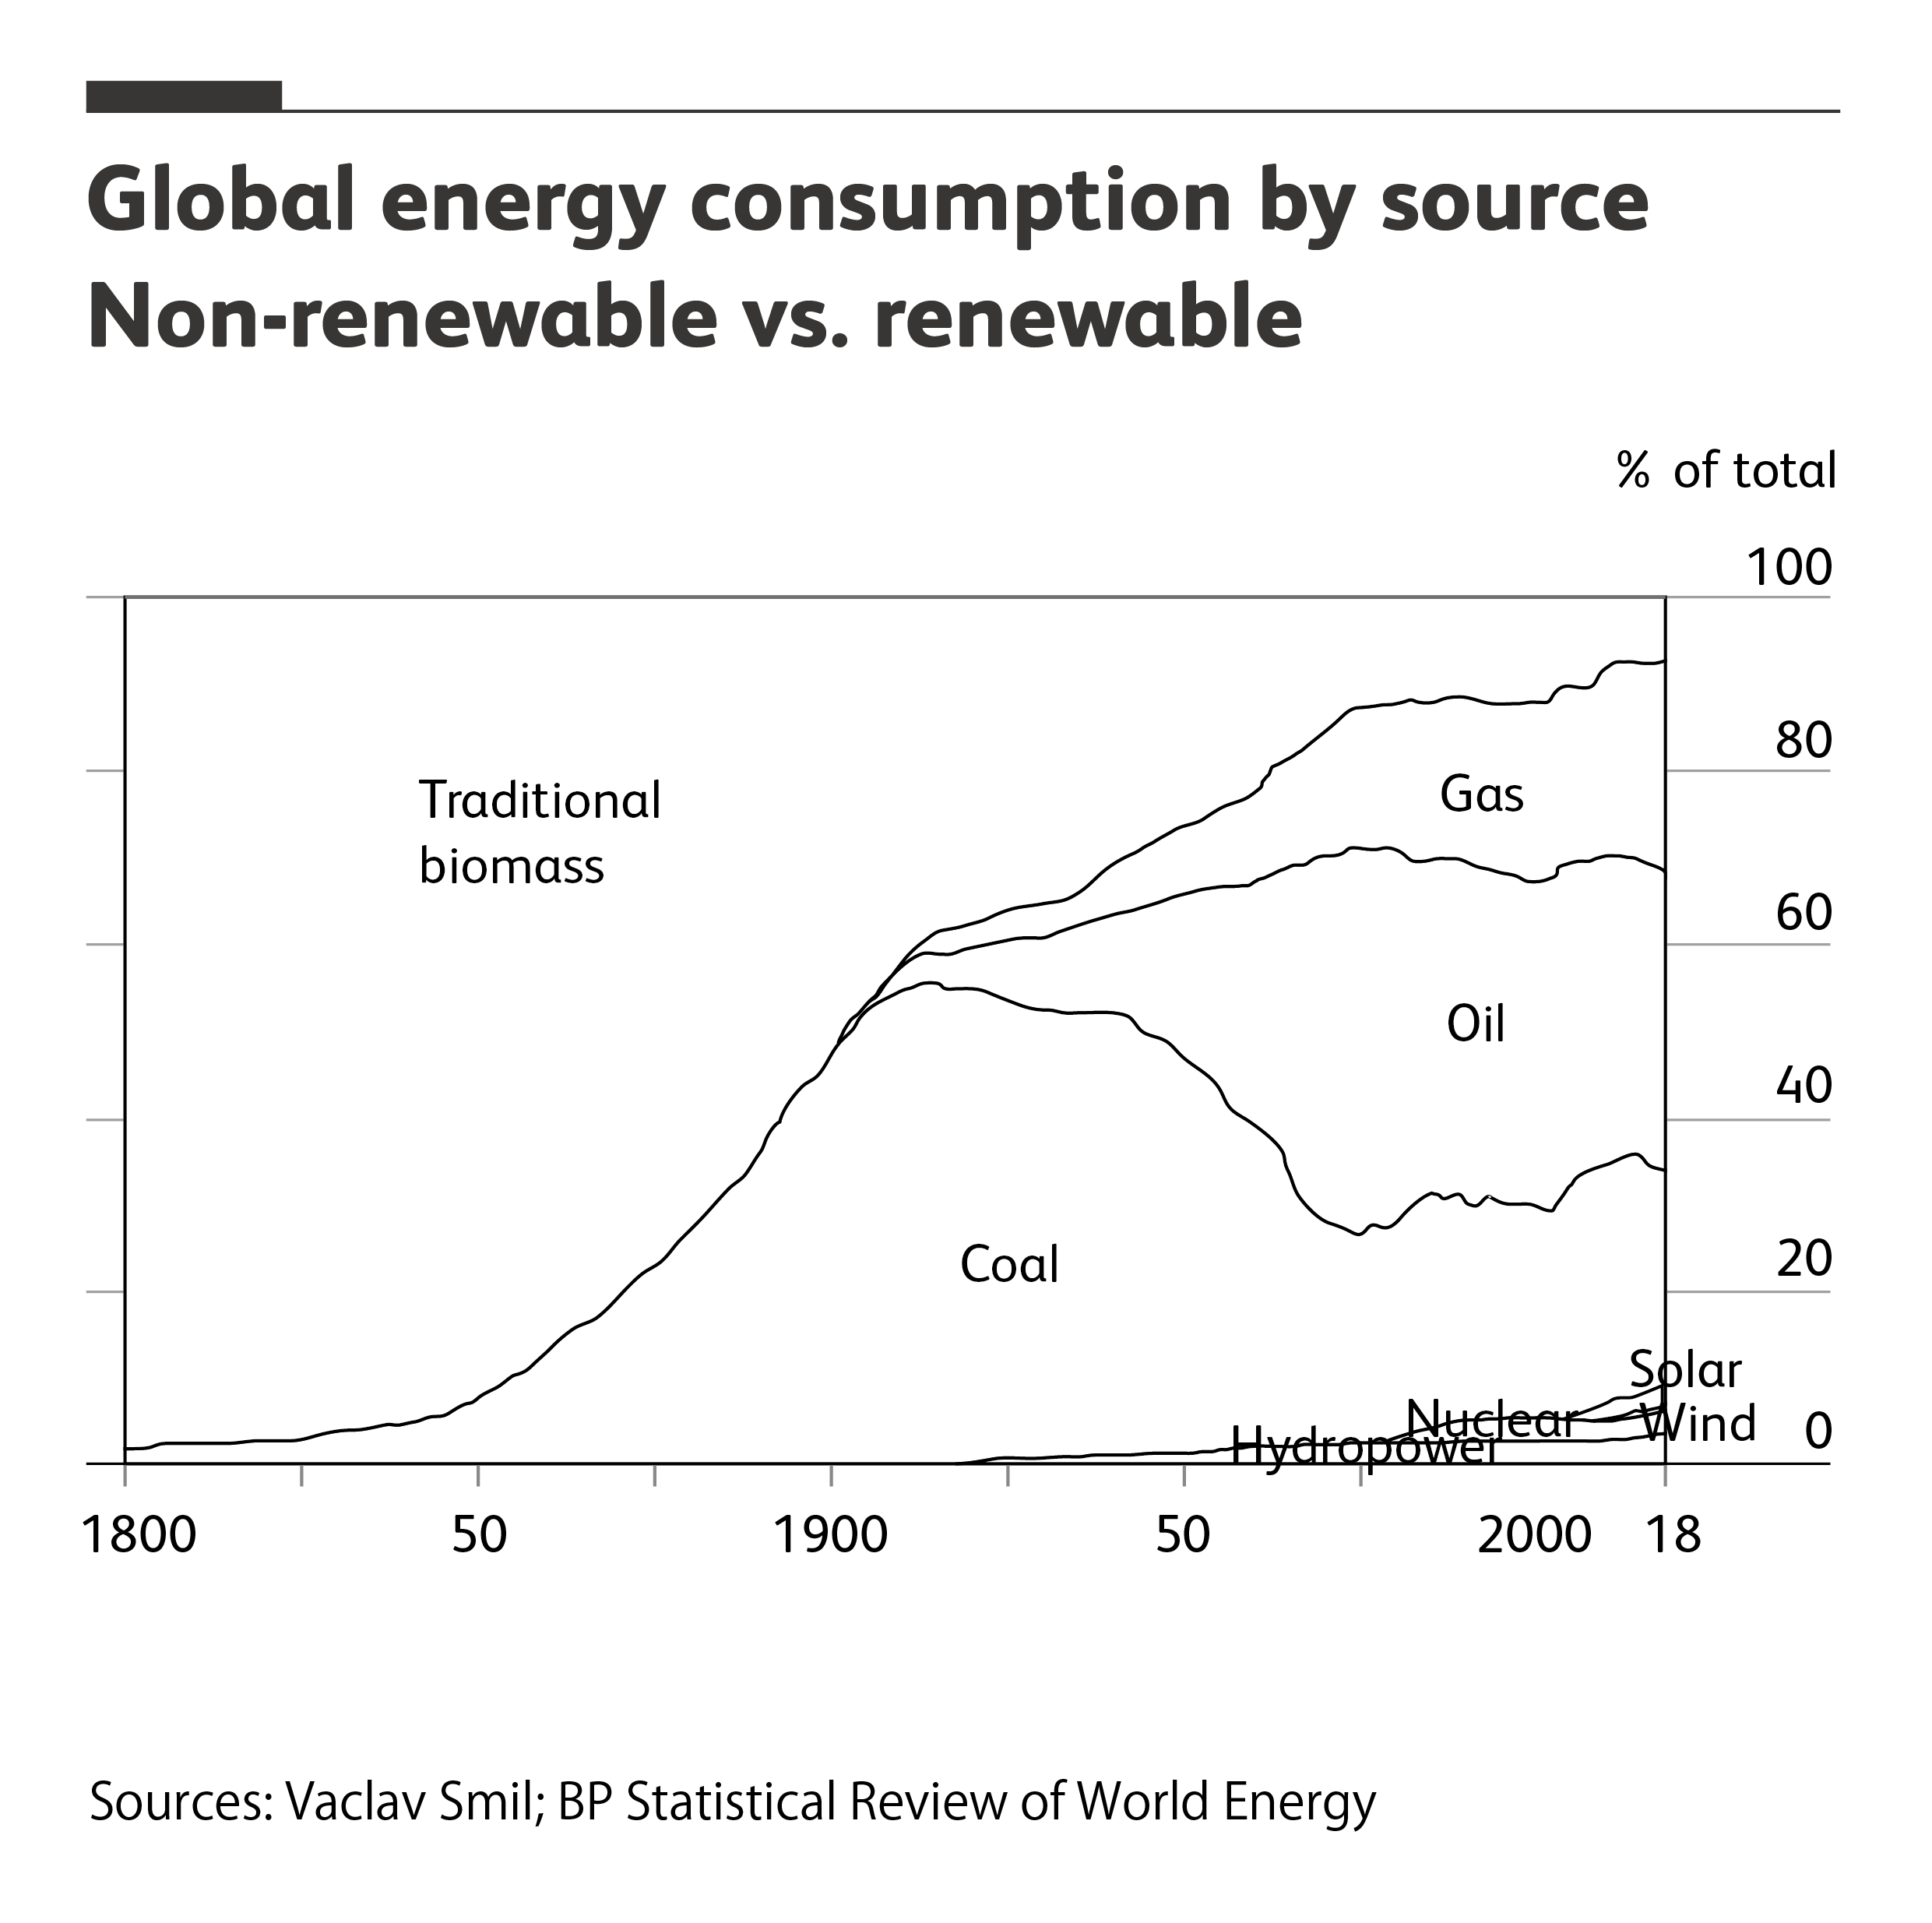 Global energy consumption by source
Non-renewable vs. renewable
% of total
100
80
60
40
20
0
Traditional
biomass
Gas
Oil
Coal
Solar
Wind
Nuclear
Hydropower
1800
50
1900
50
2000
18
Sources: Vaclav Smil; BP Statistical Review of World Energy